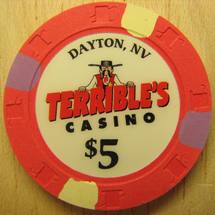 DAYTON, NV
TERRIBLE'S
CASINO
$5